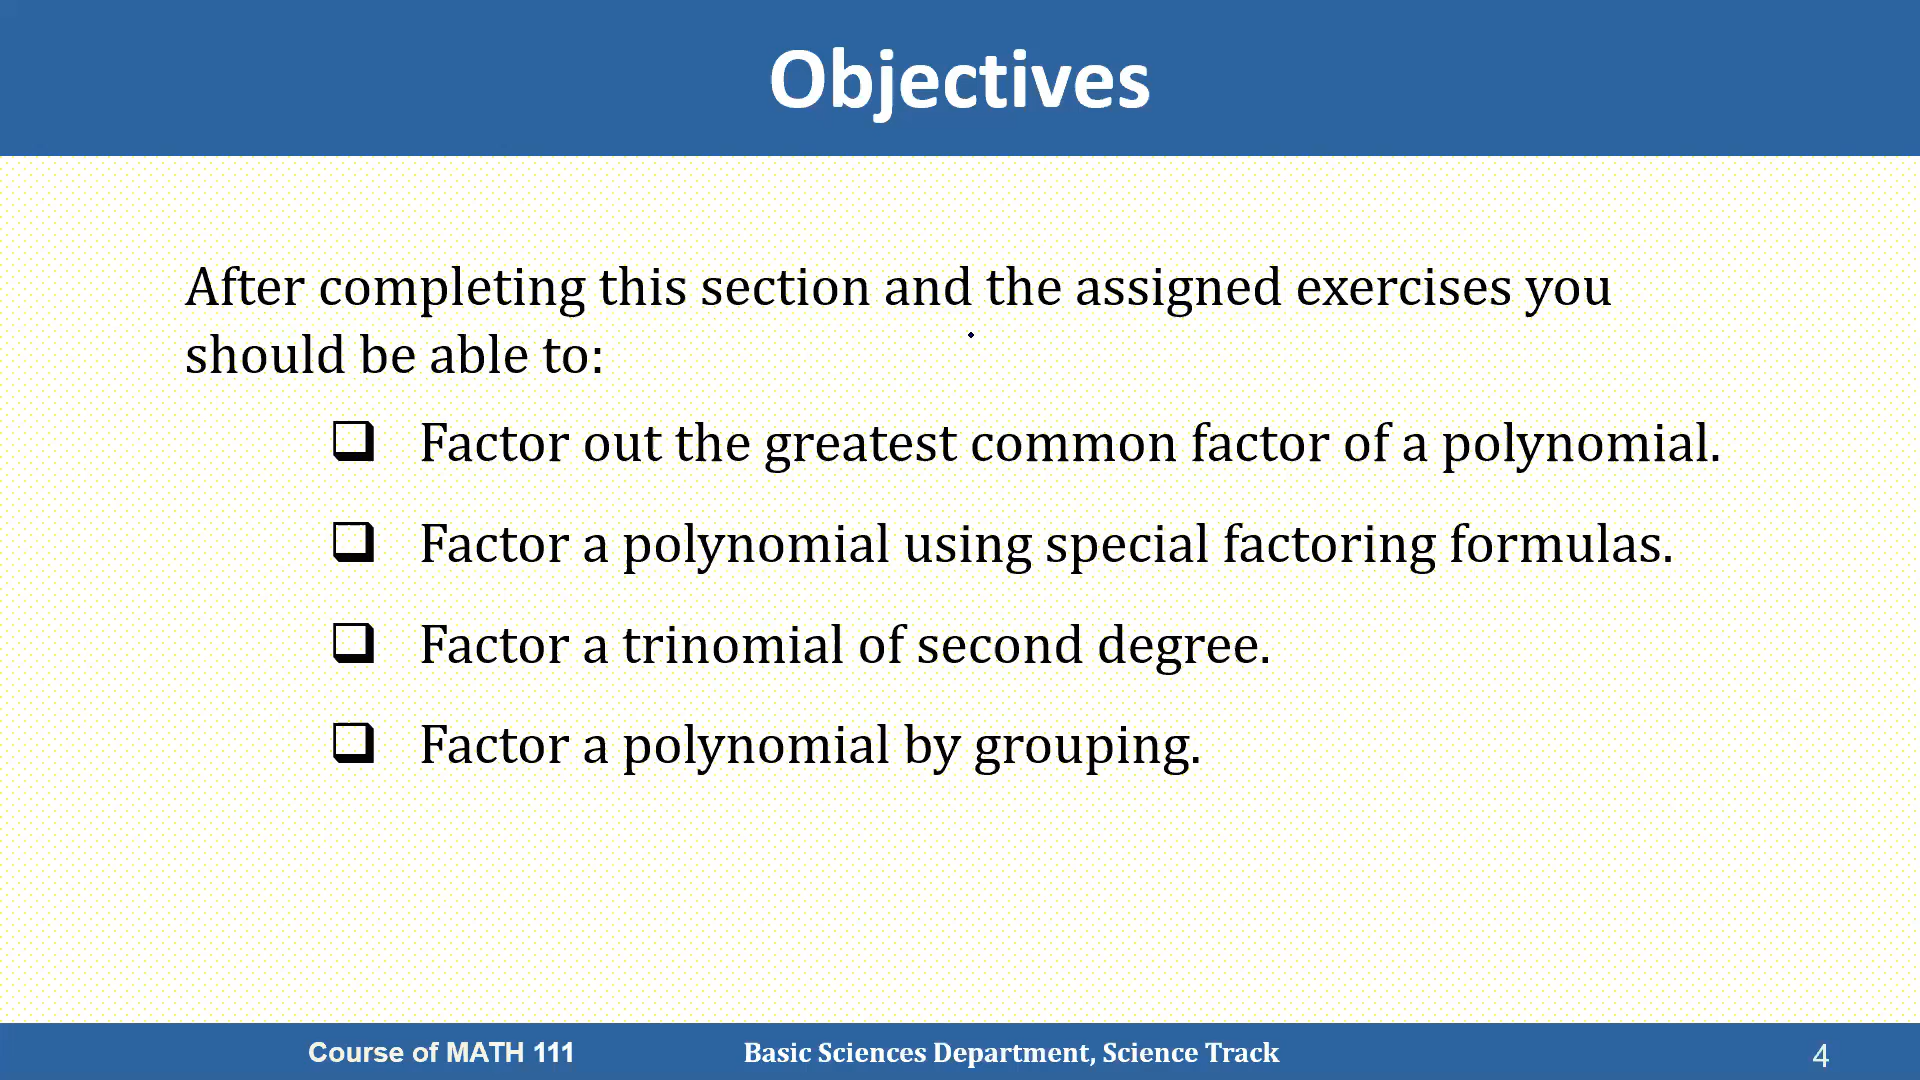 Objectives
After completing this section and the assigned exercises you
should be able to:
❑ Factor out the greatest common factor of a polynomial.
❑ Factor a polynomial using special factoring formulas.
❑ Factor a trinomial of second degree.
❑ Factor a polynomial by grouping.
Course of MATH 111 Basic Sciences Department, Science Track 4